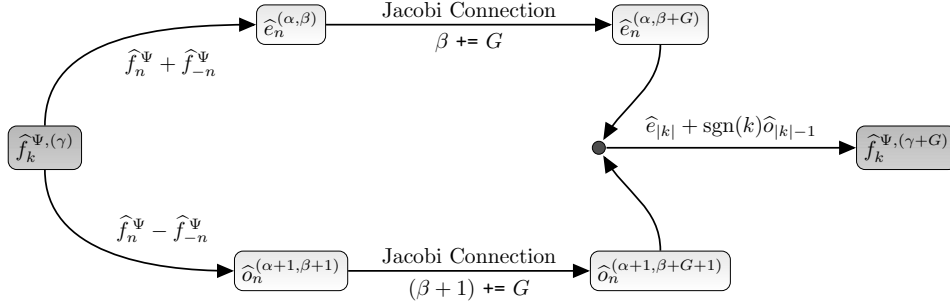 $\widehat{e}_n^{(\alpha,\beta)}$ Jacobi Connection $\widehat{e}_n^{(\alpha,\beta+G)}$
$\beta$ += $G$
$\widehat{f}_n^{\Psi} + \widehat{f}_{-n}^{\Psi}$
$\widehat{f}_k^{\Psi,(\gamma)}$ $\widehat{e}_{|k|} + \mathrm{sgn}(k)\widehat{o}_{|k|-1}$ $\widehat{f}_k^{\Psi,(\gamma+G)}$
$\widehat{f}_n^{\Psi} - \widehat{f}_{-n}^{\Psi}$
$\widehat{o}_n^{(\alpha+1,\beta+1)}$ Jacobi Connection $\widehat{o}_n^{(\alpha+1,\beta+G+1)}$
$(\beta+1)$ += $G$